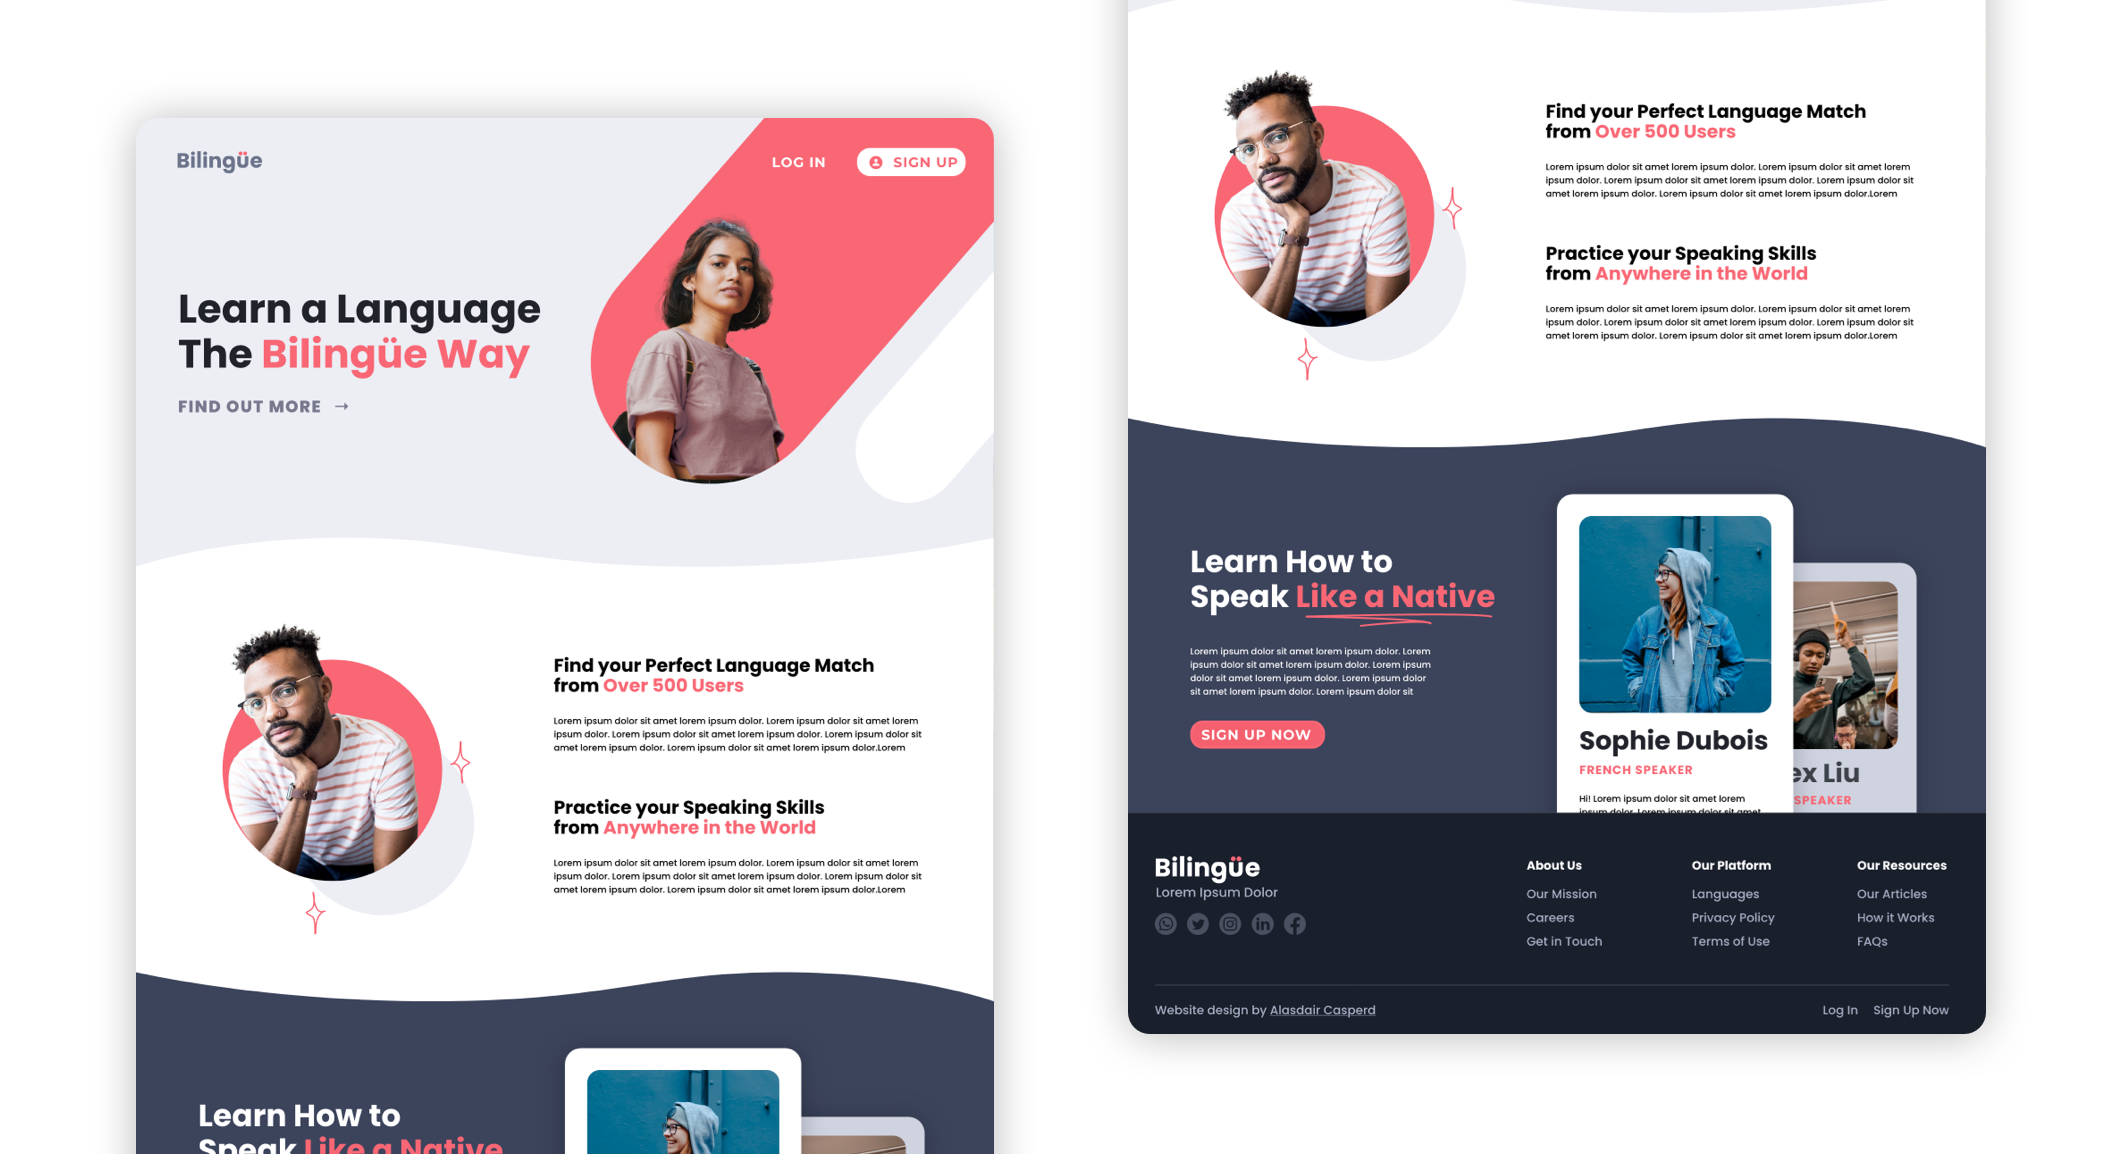 Bilingüe
LOG IN
SIGN UP
Learn a Language
The Bilingüe Way
FIND OUT MORE →
Find your Perfect Language Match
from Over 500 Users
Lorem ipsum dolor sit amet lorem ipsum dolor. Lorem ipsum dolor sit amet lorem
ipsum dolor. Lorem ipsum dolor sit amet lorem ipsum dolor. Lorem ipsum dolor sit
amet lorem ipsum dolor. Lorem ipsum dolor sit amet lorem ipsum dolor.Lorem
Practice your Speaking Skills
from Anywhere in the World
Lorem ipsum dolor sit amet lorem ipsum dolor. Lorem ipsum dolor sit amet lorem
ipsum dolor. Lorem ipsum dolor sit amet lorem ipsum dolor. Lorem ipsum dolor sit
amet lorem ipsum dolor. Lorem ipsum dolor sit amet lorem ipsum dolor.Lorem
Learn How to
Speak Like a Native
Find your Perfect Language Match
from Over 500 Users
Lorem ipsum dolor sit amet lorem ipsum dolor. Lorem ipsum dolor sit amet lorem
ipsum dolor. Lorem ipsum dolor sit amet lorem ipsum dolor. Lorem ipsum dolor sit
amet lorem ipsum dolor. Lorem ipsum dolor sit amet lorem ipsum dolor.Lorem
Practice your Speaking Skills
from Anywhere in the World
Lorem ipsum dolor sit amet lorem ipsum dolor. Lorem ipsum dolor sit amet lorem
ipsum dolor. Lorem ipsum dolor sit amet lorem ipsum dolor. Lorem ipsum dolor sit
amet lorem ipsum dolor. Lorem ipsum dolor sit amet lorem ipsum dolor.Lorem
Learn How to
Speak Like a Native
Lorem ipsum dolor sit amet lorem ipsum dolor. Lorem
ipsum dolor sit amet lorem ipsum dolor. Lorem ipsum
dolor sit amet lorem ipsum dolor. Lorem ipsum dolor
sit amet lorem ipsum dolor. Lorem ipsum dolor sit
SIGN UP NOW
Sophie Dubois
FRENCH SPEAKER
Hi! Lorem ipsum dolor sit amet lorem
ipsum dolor. Lorem ipsum dolor sit amet
ex Liu
SPEAKER
Bilingüe
Lorem Ipsum Dolor
About Us
Our Mission
Careers
Get in Touch
Our Platform
Languages
Privacy Policy
Terms of Use
Our Resources
Our Articles
How it Works
FAQs
Website design by Alasdair Casperd
Log In
Sign Up Now